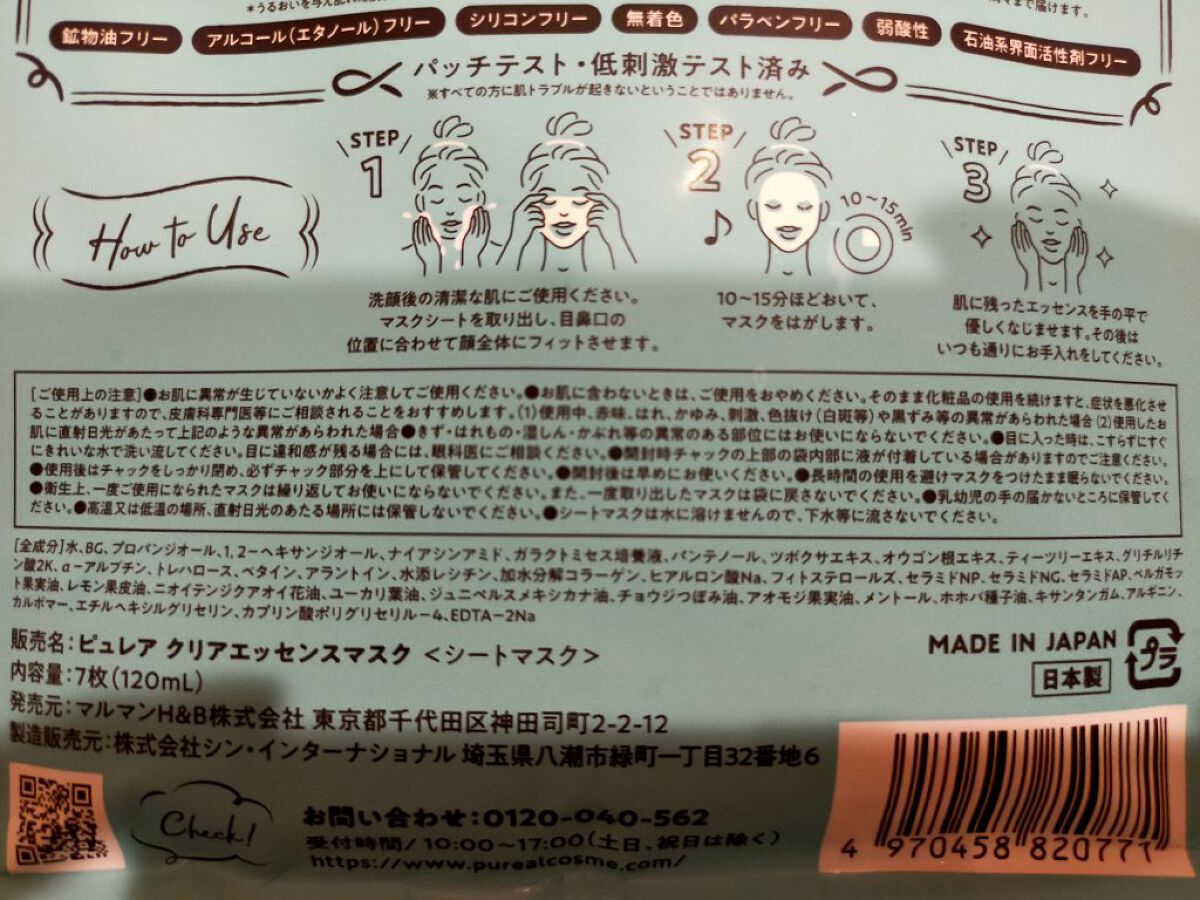 *うるおいを与え
まで届けます。
鉱物油フリー
アルコール(エタノール)フリー
シリコンフリー
無着色
パラベンフリー
弱酸性
石油系界面活性剤フリー
パッチテスト・低刺激テスト済み
※すべての方に肌トラブルが起きないということではありません。
How to Use
STEP 1
洗顔後の清潔な肌にご使用ください。
マスクシートを取り出し、目鼻口の
位置に合わせて顔全体にフィットさせます。
STEP 2
10~15min
10~15分ほどおいて、
マスクをはがします。
STEP 3
肌に残ったエッセンスを手の平で
優しくなじませます。その後は
いつも通りにお手入れをしてください。
[ご使用上の注意]●お肌に異常が生じていないかよく注意してご使用ください。●お肌に合わないときは、ご使用をおやめください。そのまま化粧品の使用を続けますと、症状を悪化させ
ることがありますので、皮膚科専門医等にご相談されることをおすすめします。(1)使用中、赤味、はれ、かゆみ、刺激、色抜け(白斑等)や黒ずみ等の異常があらわれた場合(2)使用したお
肌に直射日光があたって上記のような異常があらわれた場合●きず・はれもの・湿しん・かぶれ等の異常のある部位にはお使いにならないでください。●目に入った時は、こすらずにすぐ
にきれいな水で洗い流してください。目に違和感が残る場合には、眼科医にご相談ください。●開封時チャックの上部の袋内部に液が付着している場合がありますのでご注意ください。
●使用後はチャックをしっかり閉め、必ずチャック部分を上にして保管してください。●開封後は早めにお使いください。●長時間の使用を避けマスクをつけたまま眠らないでください。
●衛生上、一度ご使用になられたマスクは繰り返してお使いにならないでください。また、一度取り出したマスクは袋に戻さないでください。●乳幼児の手の届かないところに保管してく
ださい。●高温又は低温の場所、直射日光のあたる場所には保管しないでください。●シートマスクは水に溶けませんので、下水等に流さないでください。
[全成分]水、BG、プロパンジオール、1,2-ヘキサンジオール、ナイアシンアミド、ガラクトミセス培養液、パンテノール、ツボクサエキス、オウゴン根エキス、ティーツリーエキス、グリチルリチ
ン酸2K、α-アルブチン、トレハロース、ベタイン、アラントイン、水添レシチン、加水分解コラーゲン、ヒアルロン酸Na、フィトステロールズ、セラミドNP、セラミドNG、セラミドAP、ベルガモッ
ト果実油、レモン果皮油、ニオイテンジクアオイ花油、ユーカリ葉油、ジュニペルスメキシカナ油、チョウジつぼみ油、アオモジ果実油、メントール、ホホバ種子油、キサンタンガム、アルギニン、
カルボマー、エチルヘキシルグリセリン、カプリン酸ポリグリセリル-4、EDTA-2Na
販売名:ピュレア クリアエッセンスマスク <シートマスク>
内容量:7枚(120mL)
発売元:マルマンH&B株式会社 東京都千代田区神田司町2-2-12
製造販売元:株式会社シン・インターナショナル 埼玉県八潮市緑町一丁目32番地6
MADE IN JAPAN
日本製
プラ
Check!
お問い合わせ:0120-040-562
受付時間/10:00~17:00(土日、祝日は除く)
https://www.purealcosme.com/
4 970458 820771